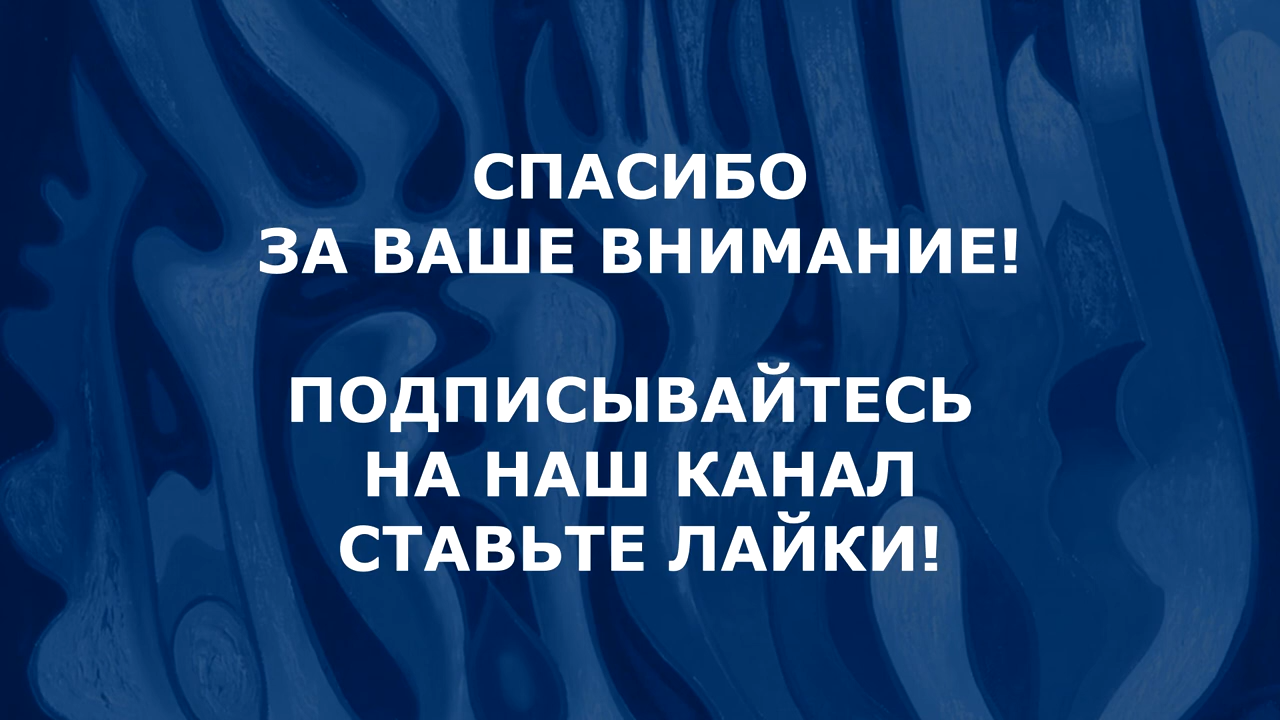 СПАСИБО
ЗА ВАШЕ ВНИМАНИЕ!
ПОДПИСЫВАЙТЕСЬ
НА НАШ КАНАЛ
СТАВЬТЕ ЛАЙКИ!